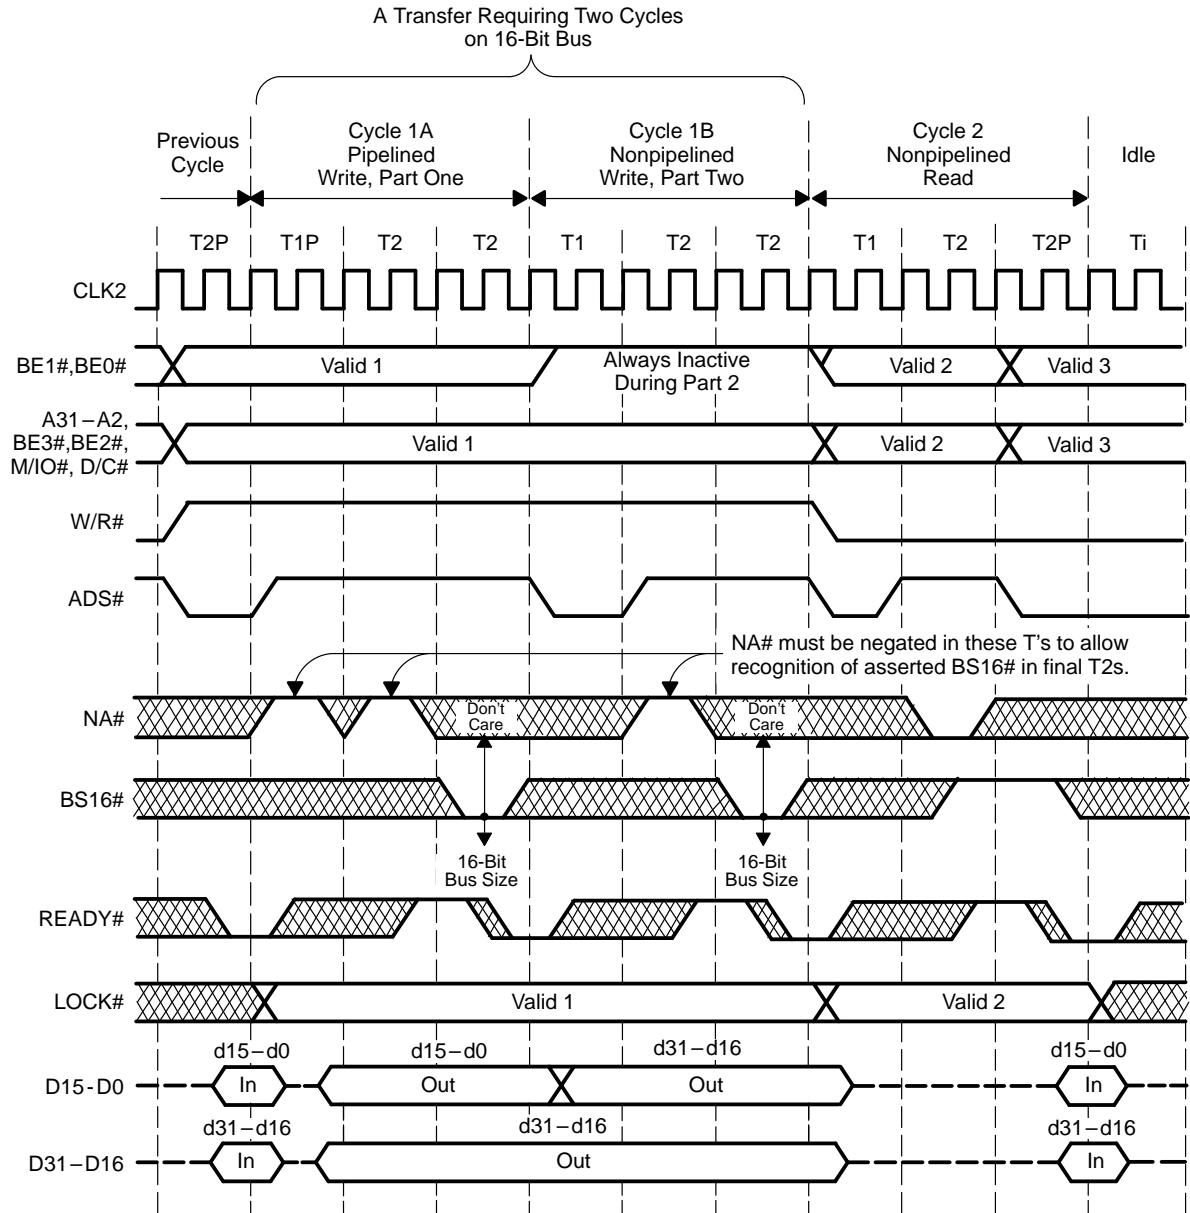 A Transfer Requiring Two Cycles
on 16-Bit Bus
Previous
Cycle
Cycle 1A
Pipelined
Write, Part One
Cycle 1B
Nonpipelined
Write, Part Two
Cycle 2
Nonpipelined
Read
Idle
T2P T1P T2 T2 T1 T2 T2 T1 T2 T2P Ti
CLK2
BE1#,BE0# Valid 1
Always Inactive
During Part 2
Valid 2 Valid 3
A31–A2,
BE3#,BE2#,
M/IO#, D/C#
Valid 1 Valid 2 Valid 3
W/R#
ADS#
NA# must be negated in these T's to allow
recognition of asserted BS16# in final T2s.
NA#
Don't
Care
Don't
Care
BS16#
16-Bit
Bus Size
16-Bit
Bus Size
READY#
LOCK# Valid 1 Valid 2
d15–d0 d15–d0 d31–d16 d15–d0
D15-D0 In Out Out In
d31–d16 d31–d16 d31–d16
D31–D16 In Out In